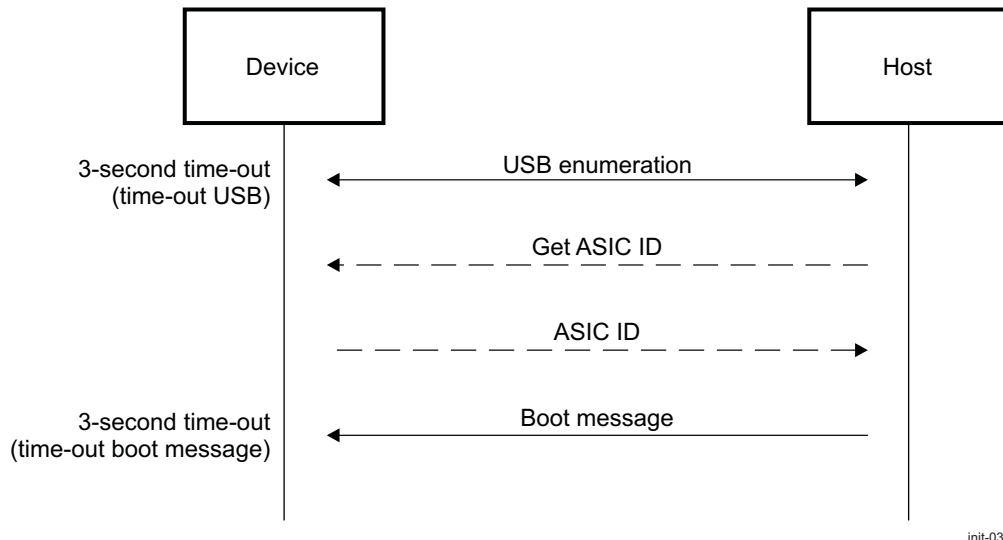 Device
Host
3-second time-out
(time-out USB)
USB enumeration
Get ASIC ID
ASIC ID
3-second time-out
(time-out boot message)
Boot message
init-03